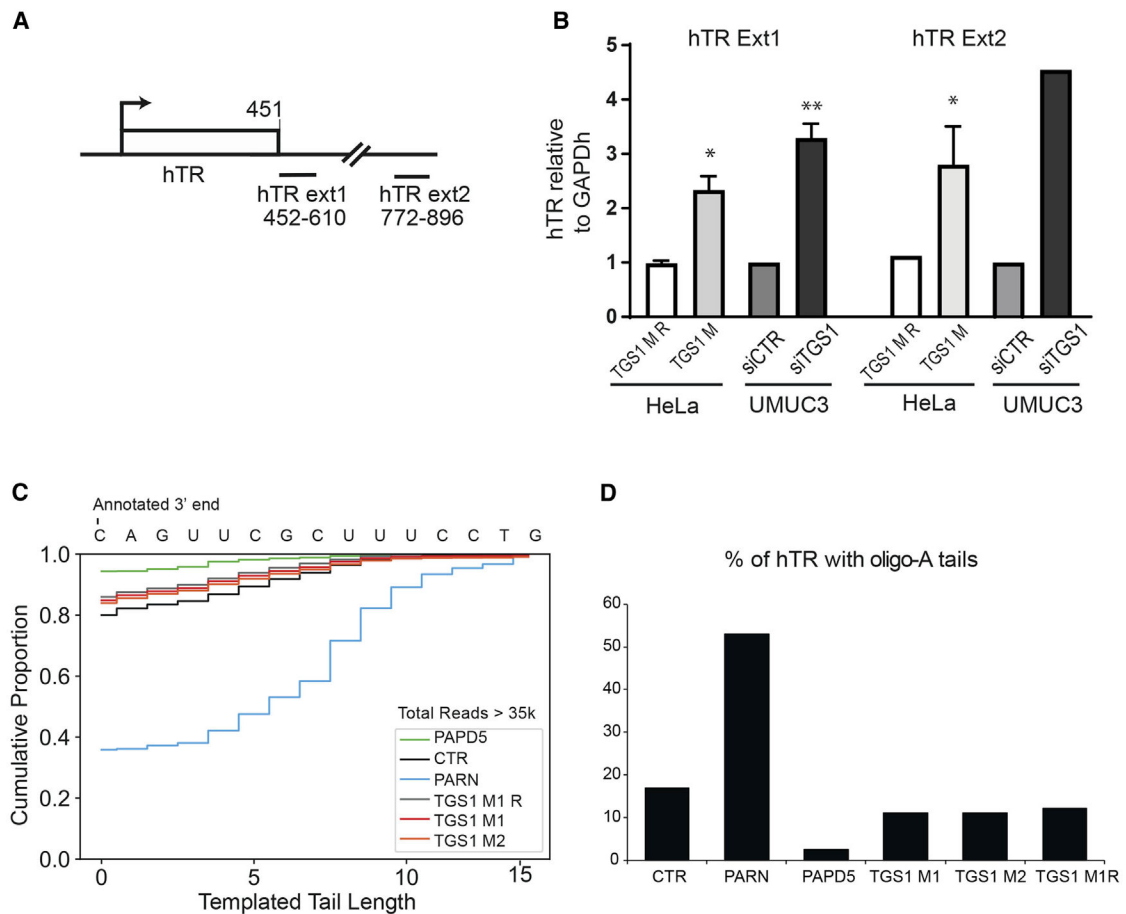 A
451
hTR
hTR ext1
452-610
hTR ext2
772-896
B
hTR Ext1
hTR Ext2
hTR relative
to GAPDh
5
4
3
2
1
0
*
**
*
TGS1 M R
TGS1 M
siCTR
siTGS1
TGS1 M R
TGS1 M
siCTR
siTGS1
HeLa
UMUC3
HeLa
UMUC3
C
Annotated 3' end
C A G U U C G C U U U C C T G
Cumulative Proportion
1.0
0.8
0.6
0.4
0.2
0.0
Total Reads > 35k
PAPD5
CTR
PARN
TGS1 M1 R
TGS1 M1
TGS1 M2
0 5 10 15
Templated Tail Length
D
% of hTR with oligo-A tails
60
50
40
30
20
10
0
CTR PARN PAPD5 TGS1 M1 TGS1 M2 TGS1 M1R